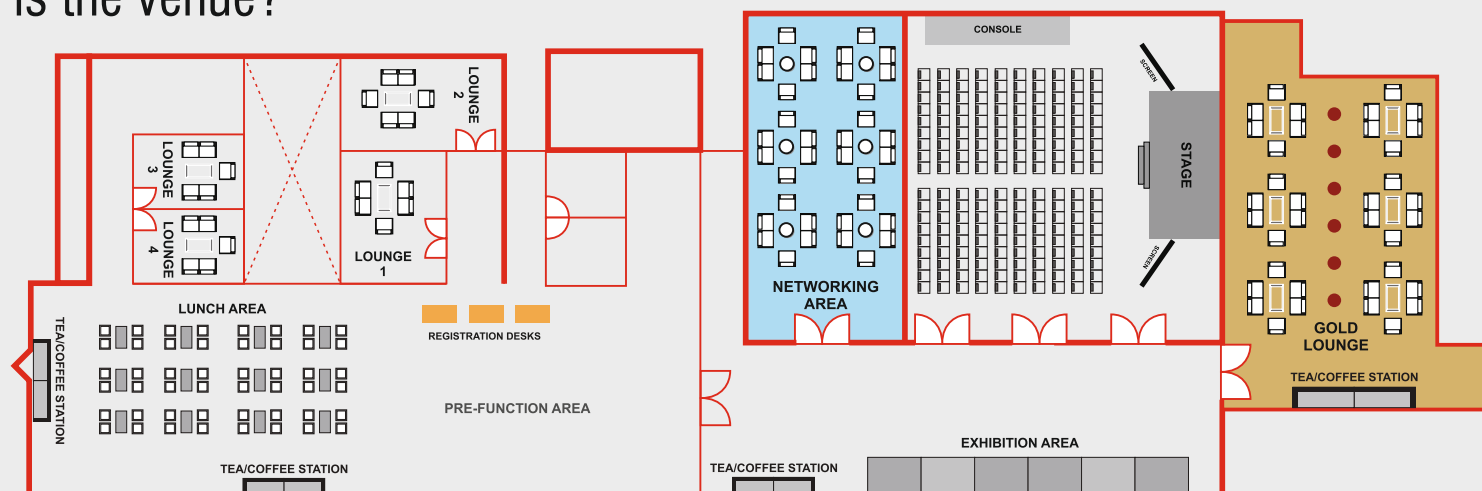 is the venue?
CONSOLE
SCREEN
STAGE
SCREEN
LOUNGE
2
LOUNGE
3
LOUNGE
4
LOUNGE
1
NETWORKING
AREA
GOLD
LOUNGE
TEA/COFFEE STATION
LUNCH AREA
REGISTRATION DESKS
TEA/COFFEE STATION
PRE-FUNCTION AREA
EXHIBITION AREA
TEA/COFFEE STATION
TEA/COFFEE STATION